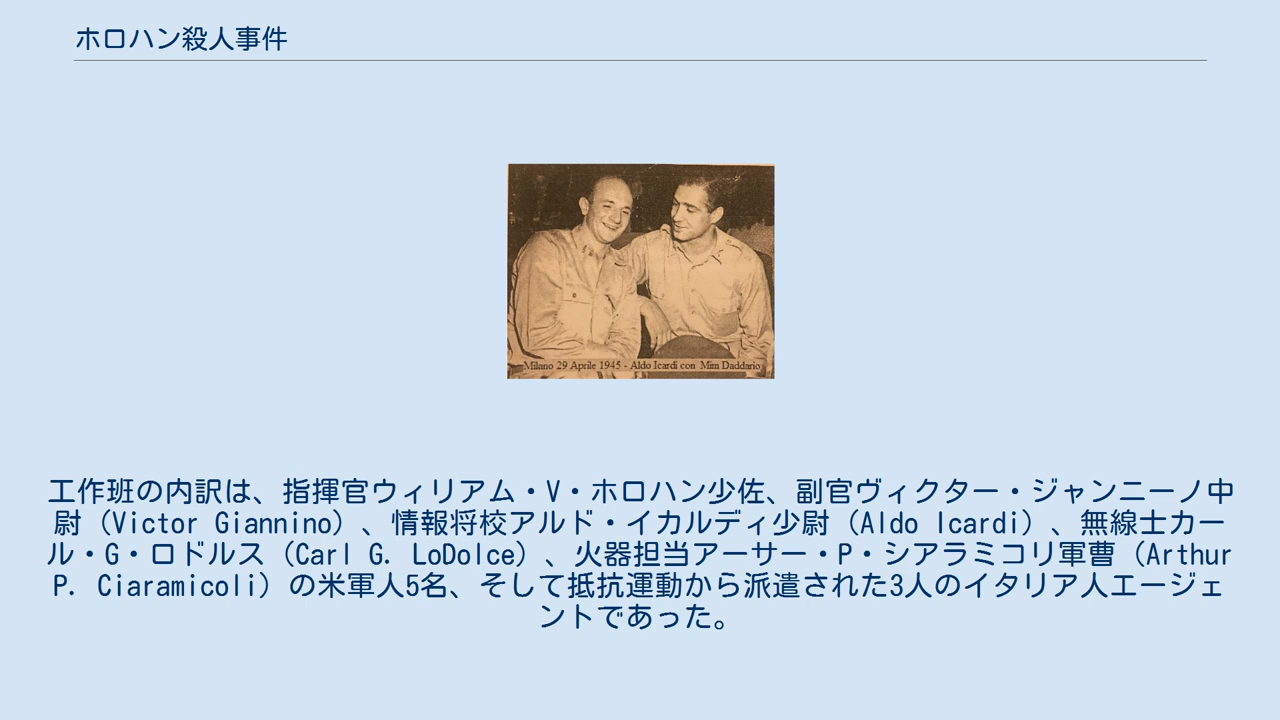 ホロハン殺人事件
Milano 29 Aprile 1945 - Aldo Icardi con Mim Daddario
工作班の内訳は、指揮官ウィリアム・V・ホロハン少佐、副官ヴィクター・ジャンニーノ中
尉（Victor Giannino）、情報将校アルド・イカルディ少尉（Aldo Icardi）、無線士カー
ル・G・ロドルス（Carl G. LoDolce）、火器担当アーサー・P・シアラミコリ軍曹（Arthur
P. Ciaramicoli）の米軍人5名、そして抵抗運動から派遣された3人のイタリア人エージェ
ントであった。